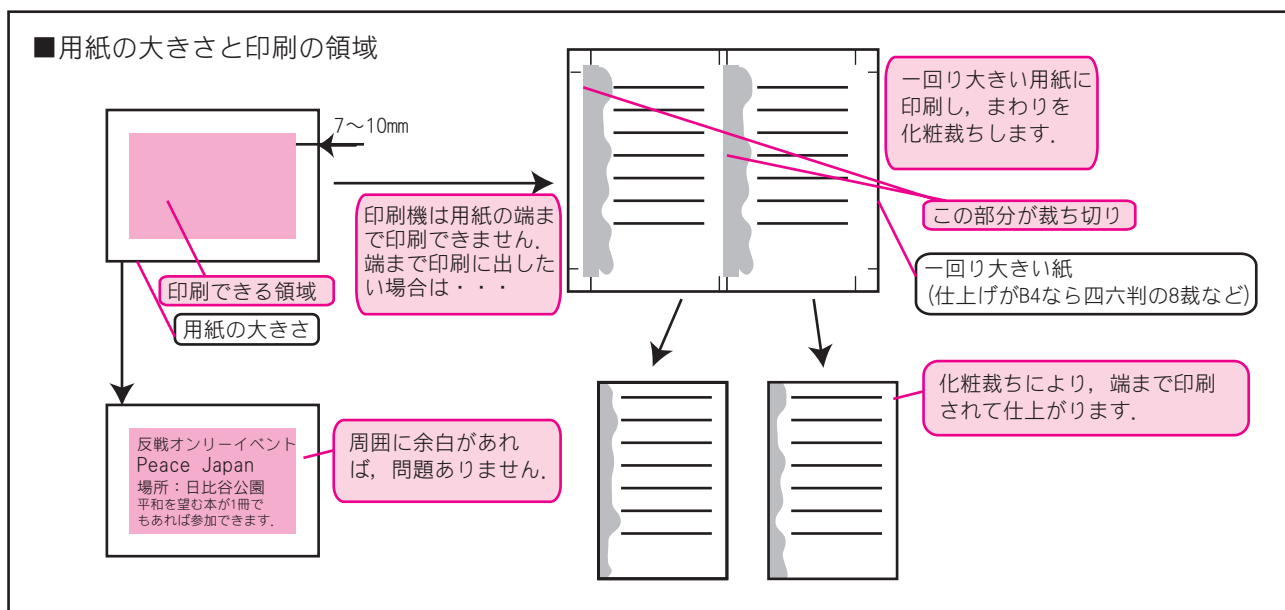 ■用紙の大きさと印刷の領域
7〜10mm
印刷できる領域
用紙の大きさ
印刷機は用紙の端ま
で印刷できません．
端まで印刷に出した
い場合は・・・
一回り大きい用紙に
印刷し，まわりを
化粧裁ちします．
この部分が裁ち切り
一回り大きい紙
(仕上げがB4なら四六判の8裁など)
反戦オンリーイベント
Peace Japan
場所：日比谷公園
平和を望む本が1冊で
もあれば参加できます．
周囲に余白があれ
ば，問題ありません．
化粧裁ちにより，端まで印刷
されて仕上がります．